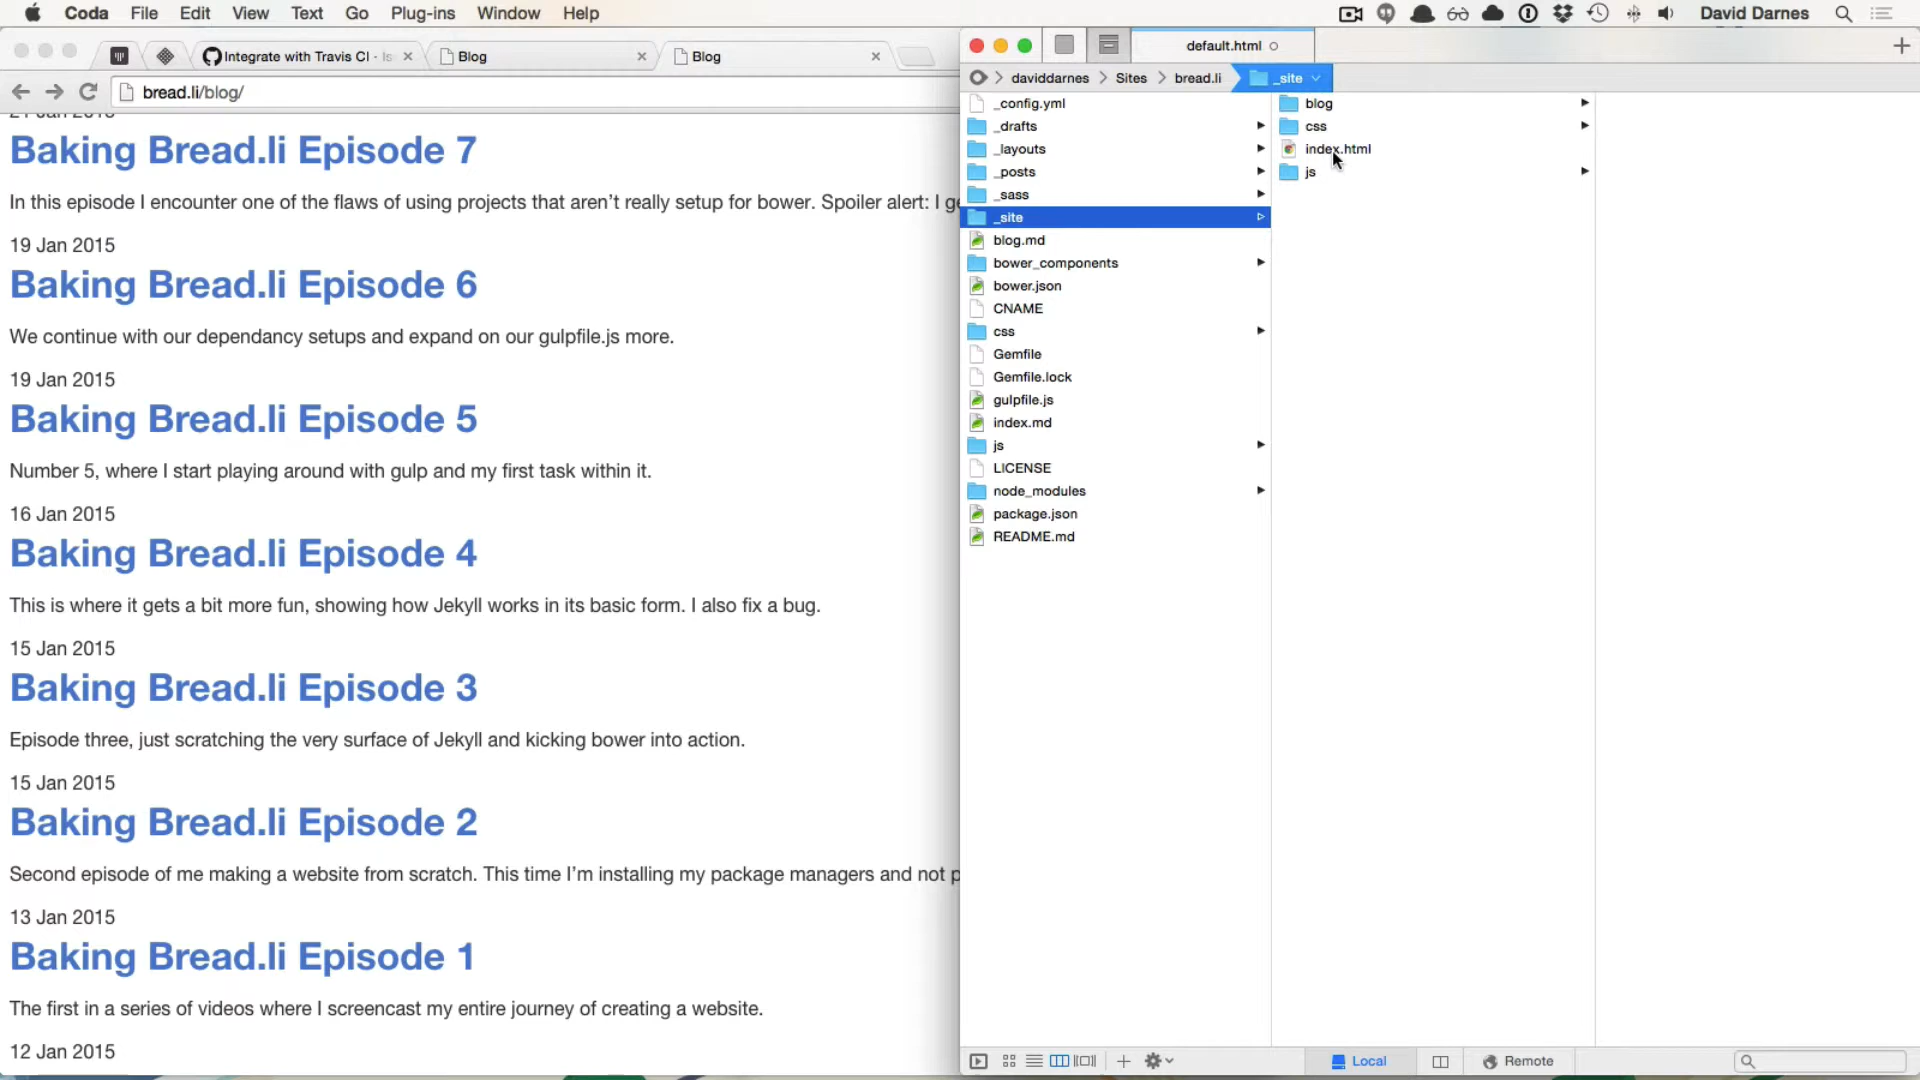 Coda File Edit View Text Go Plug-ins Window Help David Darnes
Integrate with Travis CI · Is
Blog
Blog
bread.li/blog/
Baking Bread.li Episode 7
In this episode I encounter one of the flaws of using projects that aren't really setup for bower. Spoiler alert: I ge
19 Jan 2015
Baking Bread.li Episode 6
We continue with our dependancy setups and expand on our gulpfile.js more.
19 Jan 2015
Baking Bread.li Episode 5
Number 5, where I start playing around with gulp and my first task within it.
16 Jan 2015
Baking Bread.li Episode 4
This is where it gets a bit more fun, showing how Jekyll works in its basic form. I also fix a bug.
15 Jan 2015
Baking Bread.li Episode 3
Episode three, just scratching the very surface of Jekyll and kicking bower into action.
15 Jan 2015
Baking Bread.li Episode 2
Second episode of me making a website from scratch. This time I'm installing my package managers and not p
13 Jan 2015
Baking Bread.li Episode 1
The first in a series of videos where I screencast my entire journey of creating a website.
12 Jan 2015
default.html
daviddarnes Sites bread.li _site
_config.yml
_drafts
_layouts
_posts
_sass
_site
blog.md
bower_components
bower.json
CNAME
css
Gemfile
Gemfile.lock
gulpfile.js
index.md
js
LICENSE
node_modules
package.json
README.md
blog
css
index.html
js
Local
Remote